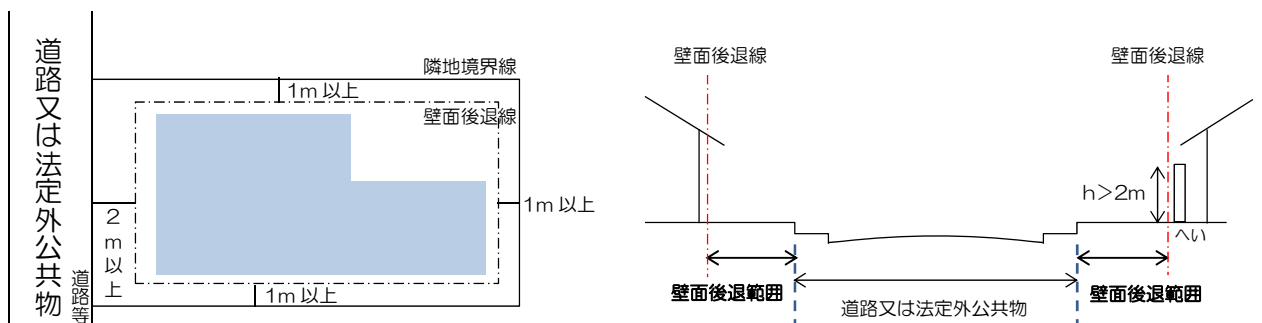 道路又は法定外公共物
隣地境界線
1m 以上
壁面後退線
2m以上
1m 以上
道路等
1m 以上
壁面後退線
壁面後退線
h>2m
へい
壁面後退範囲
道路又は法定外公共物
壁面後退範囲